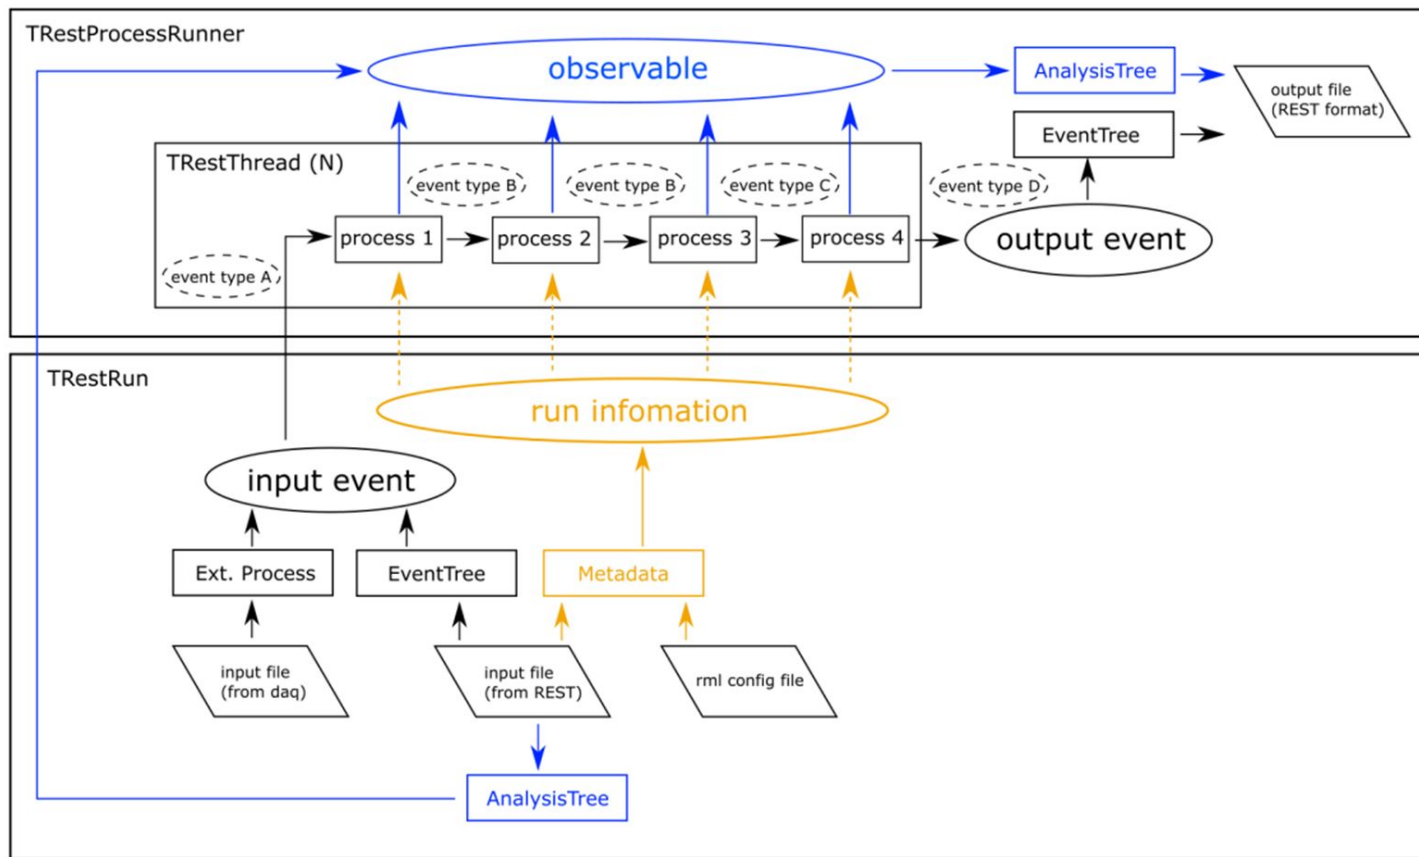 TRestProcessRunner
observable
AnalysisTree
output file
(REST format)
EventTree
TRestThread (N)
event type B
event type B
event type C
event type D
process 1
process 2
process 3
process 4
output event
event type A
TRestRun
run infomation
input event
Ext. Process
EventTree
Metadada
input file
(from daq)
input file
(from REST)
rml config file
AnalysisTree